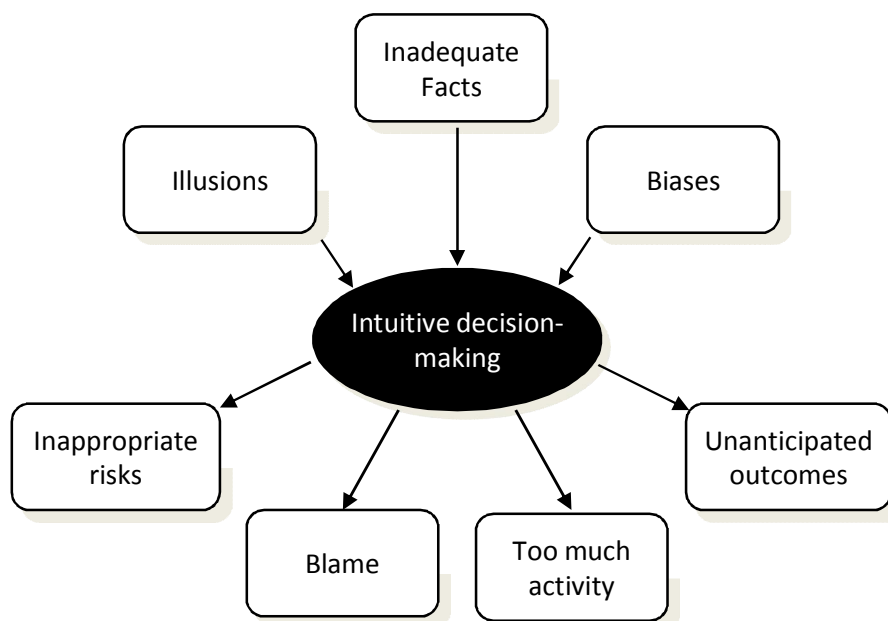 Inadequate
Facts
Illusions
Biases
Intuitive decision-
making
Inappropriate
risks
Unanticipated
outcomes
Blame
Too much
activity